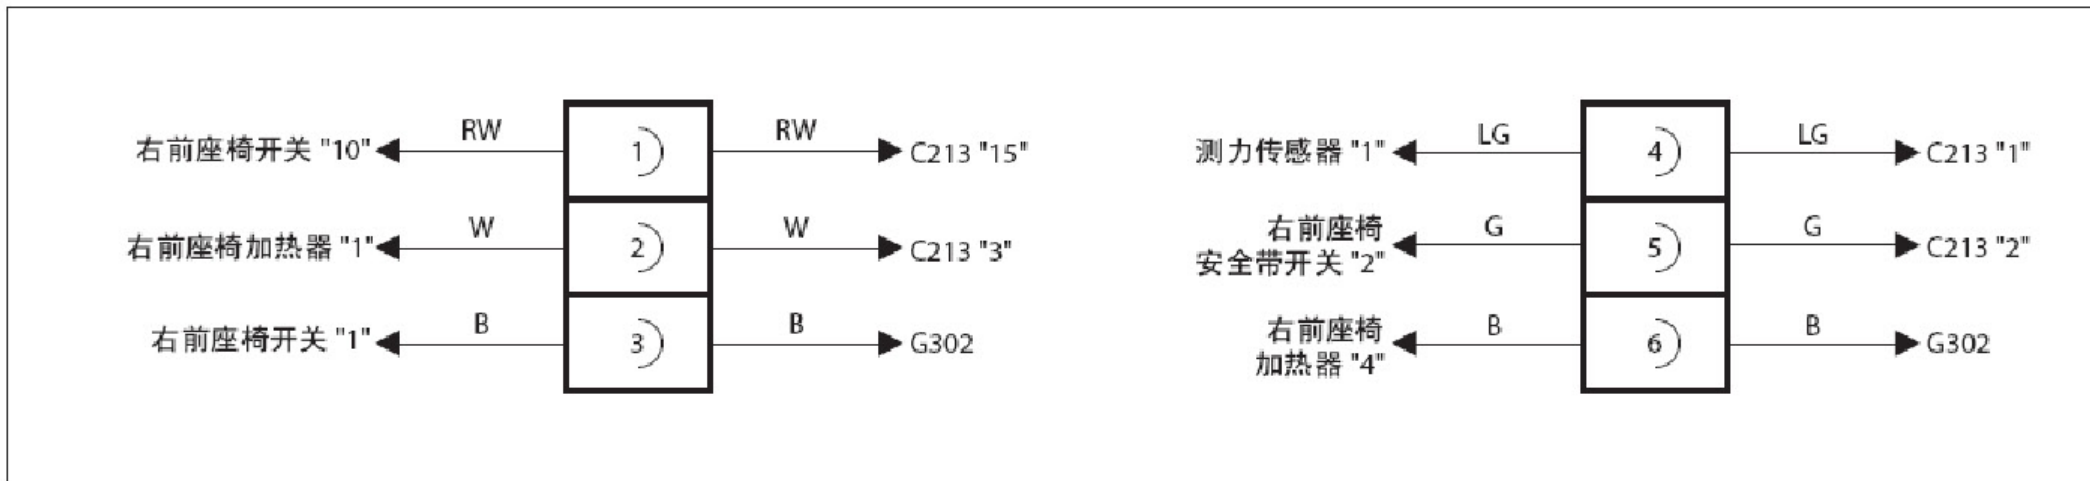 右前座椅开关 "10" RW 1 RW C213 "15"
右前座椅加热器 "1" W 2 W C213 "3"
右前座椅开关 "1" B 3 B G302
测力传感器 "1" LG 4 LG C213 "1"
右前座椅
安全带开关 "2" G 5 G C213 "2"
右前座椅
加热器 "4" B 6 B G302